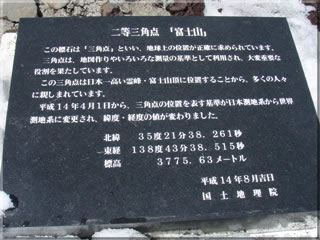 二等三角点 「富士山」
この標石は「三角点」といい、地球上の位置が正確に求められています。
三角点は、地図作りやいろいろな測量の基準として利用され、大変重要な
役割を果たしています。
この三角点は日本一高い霊峰・富士山頂に位置することから、多くの人々
に親しまれています。
平成14年4月1日から、三角点の位置を表す基準が日本測地系から世界
測地系に変更され、緯度・経度の値が変わりました。
北緯 35度21分38.261秒
東経 138度43分38.515秒
標高 3775.63メートル
平成14年8月吉日
国土地理院